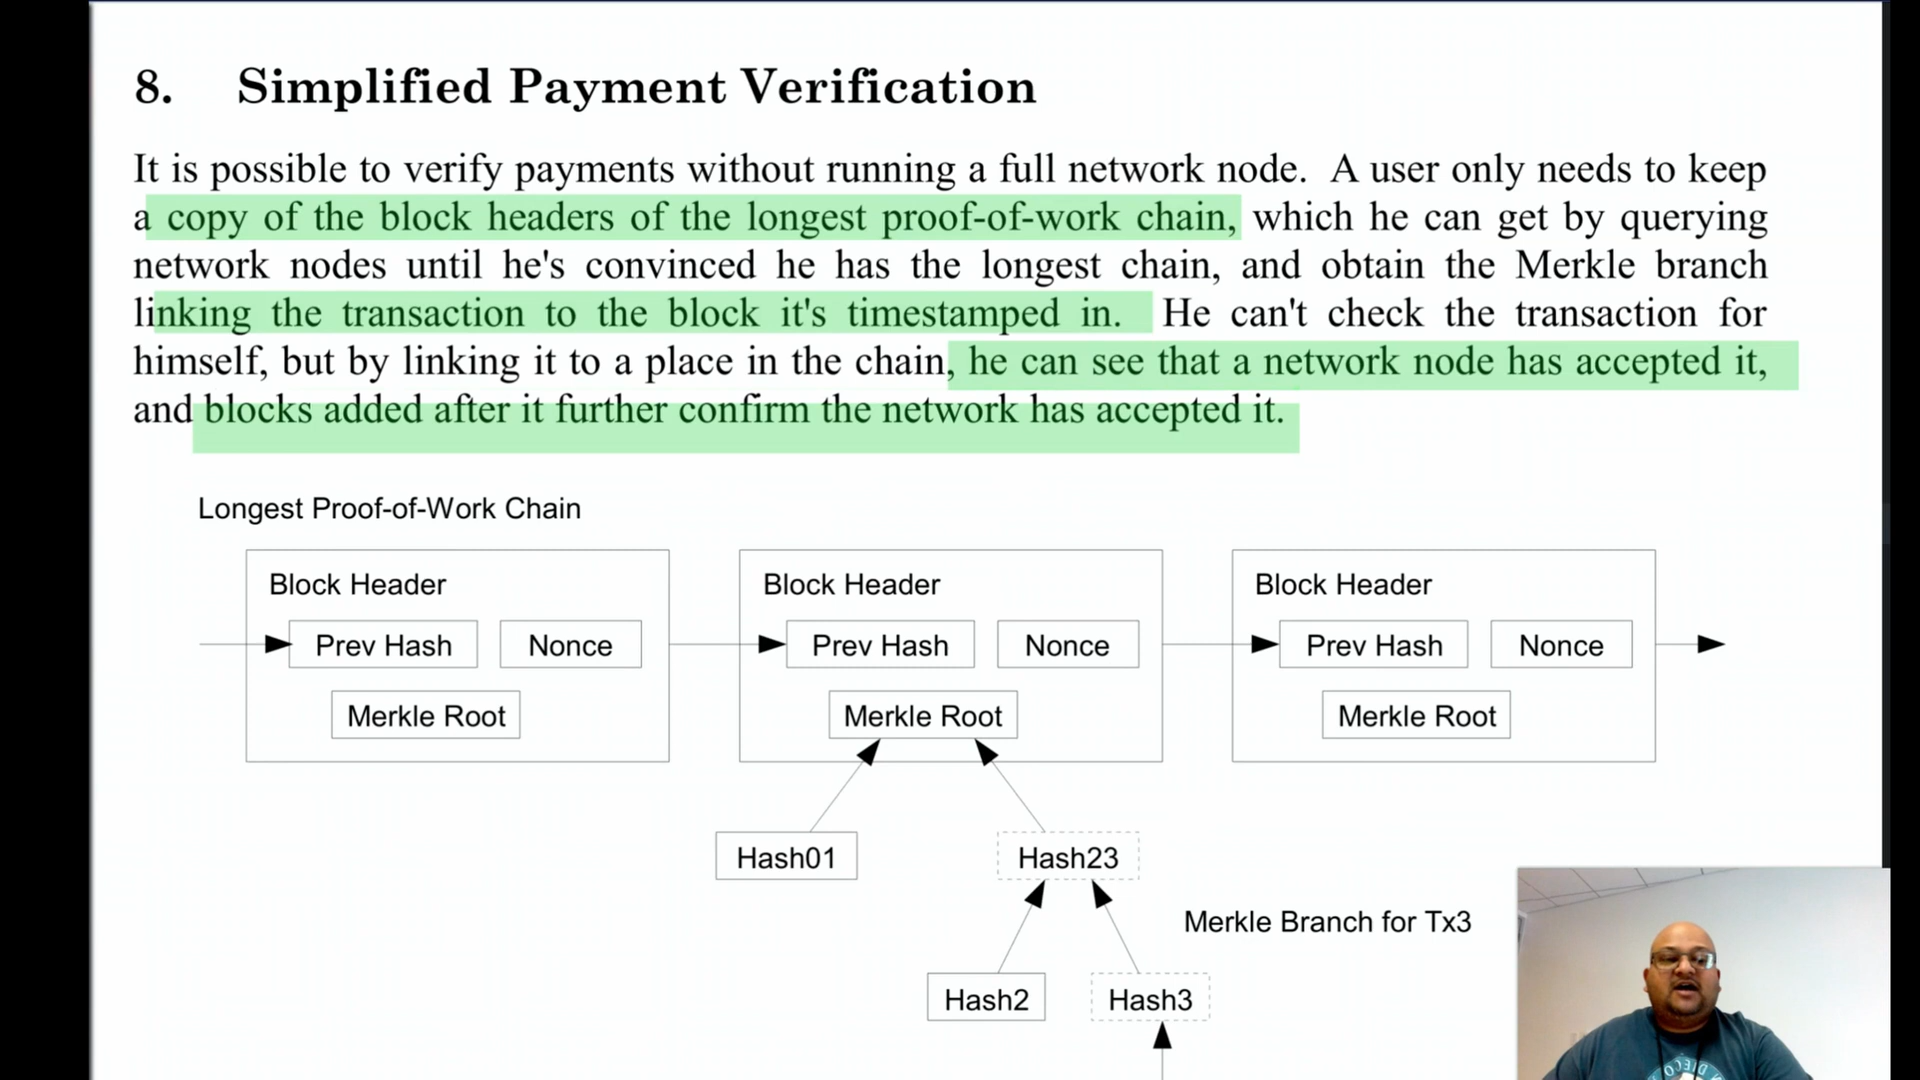 8. Simplified Payment Verification
It is possible to verify payments without running a full network node. A user only needs to keep
a copy of the block headers of the longest proof-of-work chain, which he can get by querying
network nodes until he's convinced he has the longest chain, and obtain the Merkle branch
linking the transaction to the block it's timestamped in. He can't check the transaction for
himself, but by linking it to a place in the chain, he can see that a network node has accepted it,
and blocks added after it further confirm the network has accepted it.
Longest Proof-of-Work Chain
Block Header
Block Header
Block Header
Prev Hash
Nonce
Prev Hash
Nonce
Prev Hash
Nonce
Merkle Root
Merkle Root
Merkle Root
Hash01
Hash23
Merkle Branch for Tx3
Hash2
Hash3